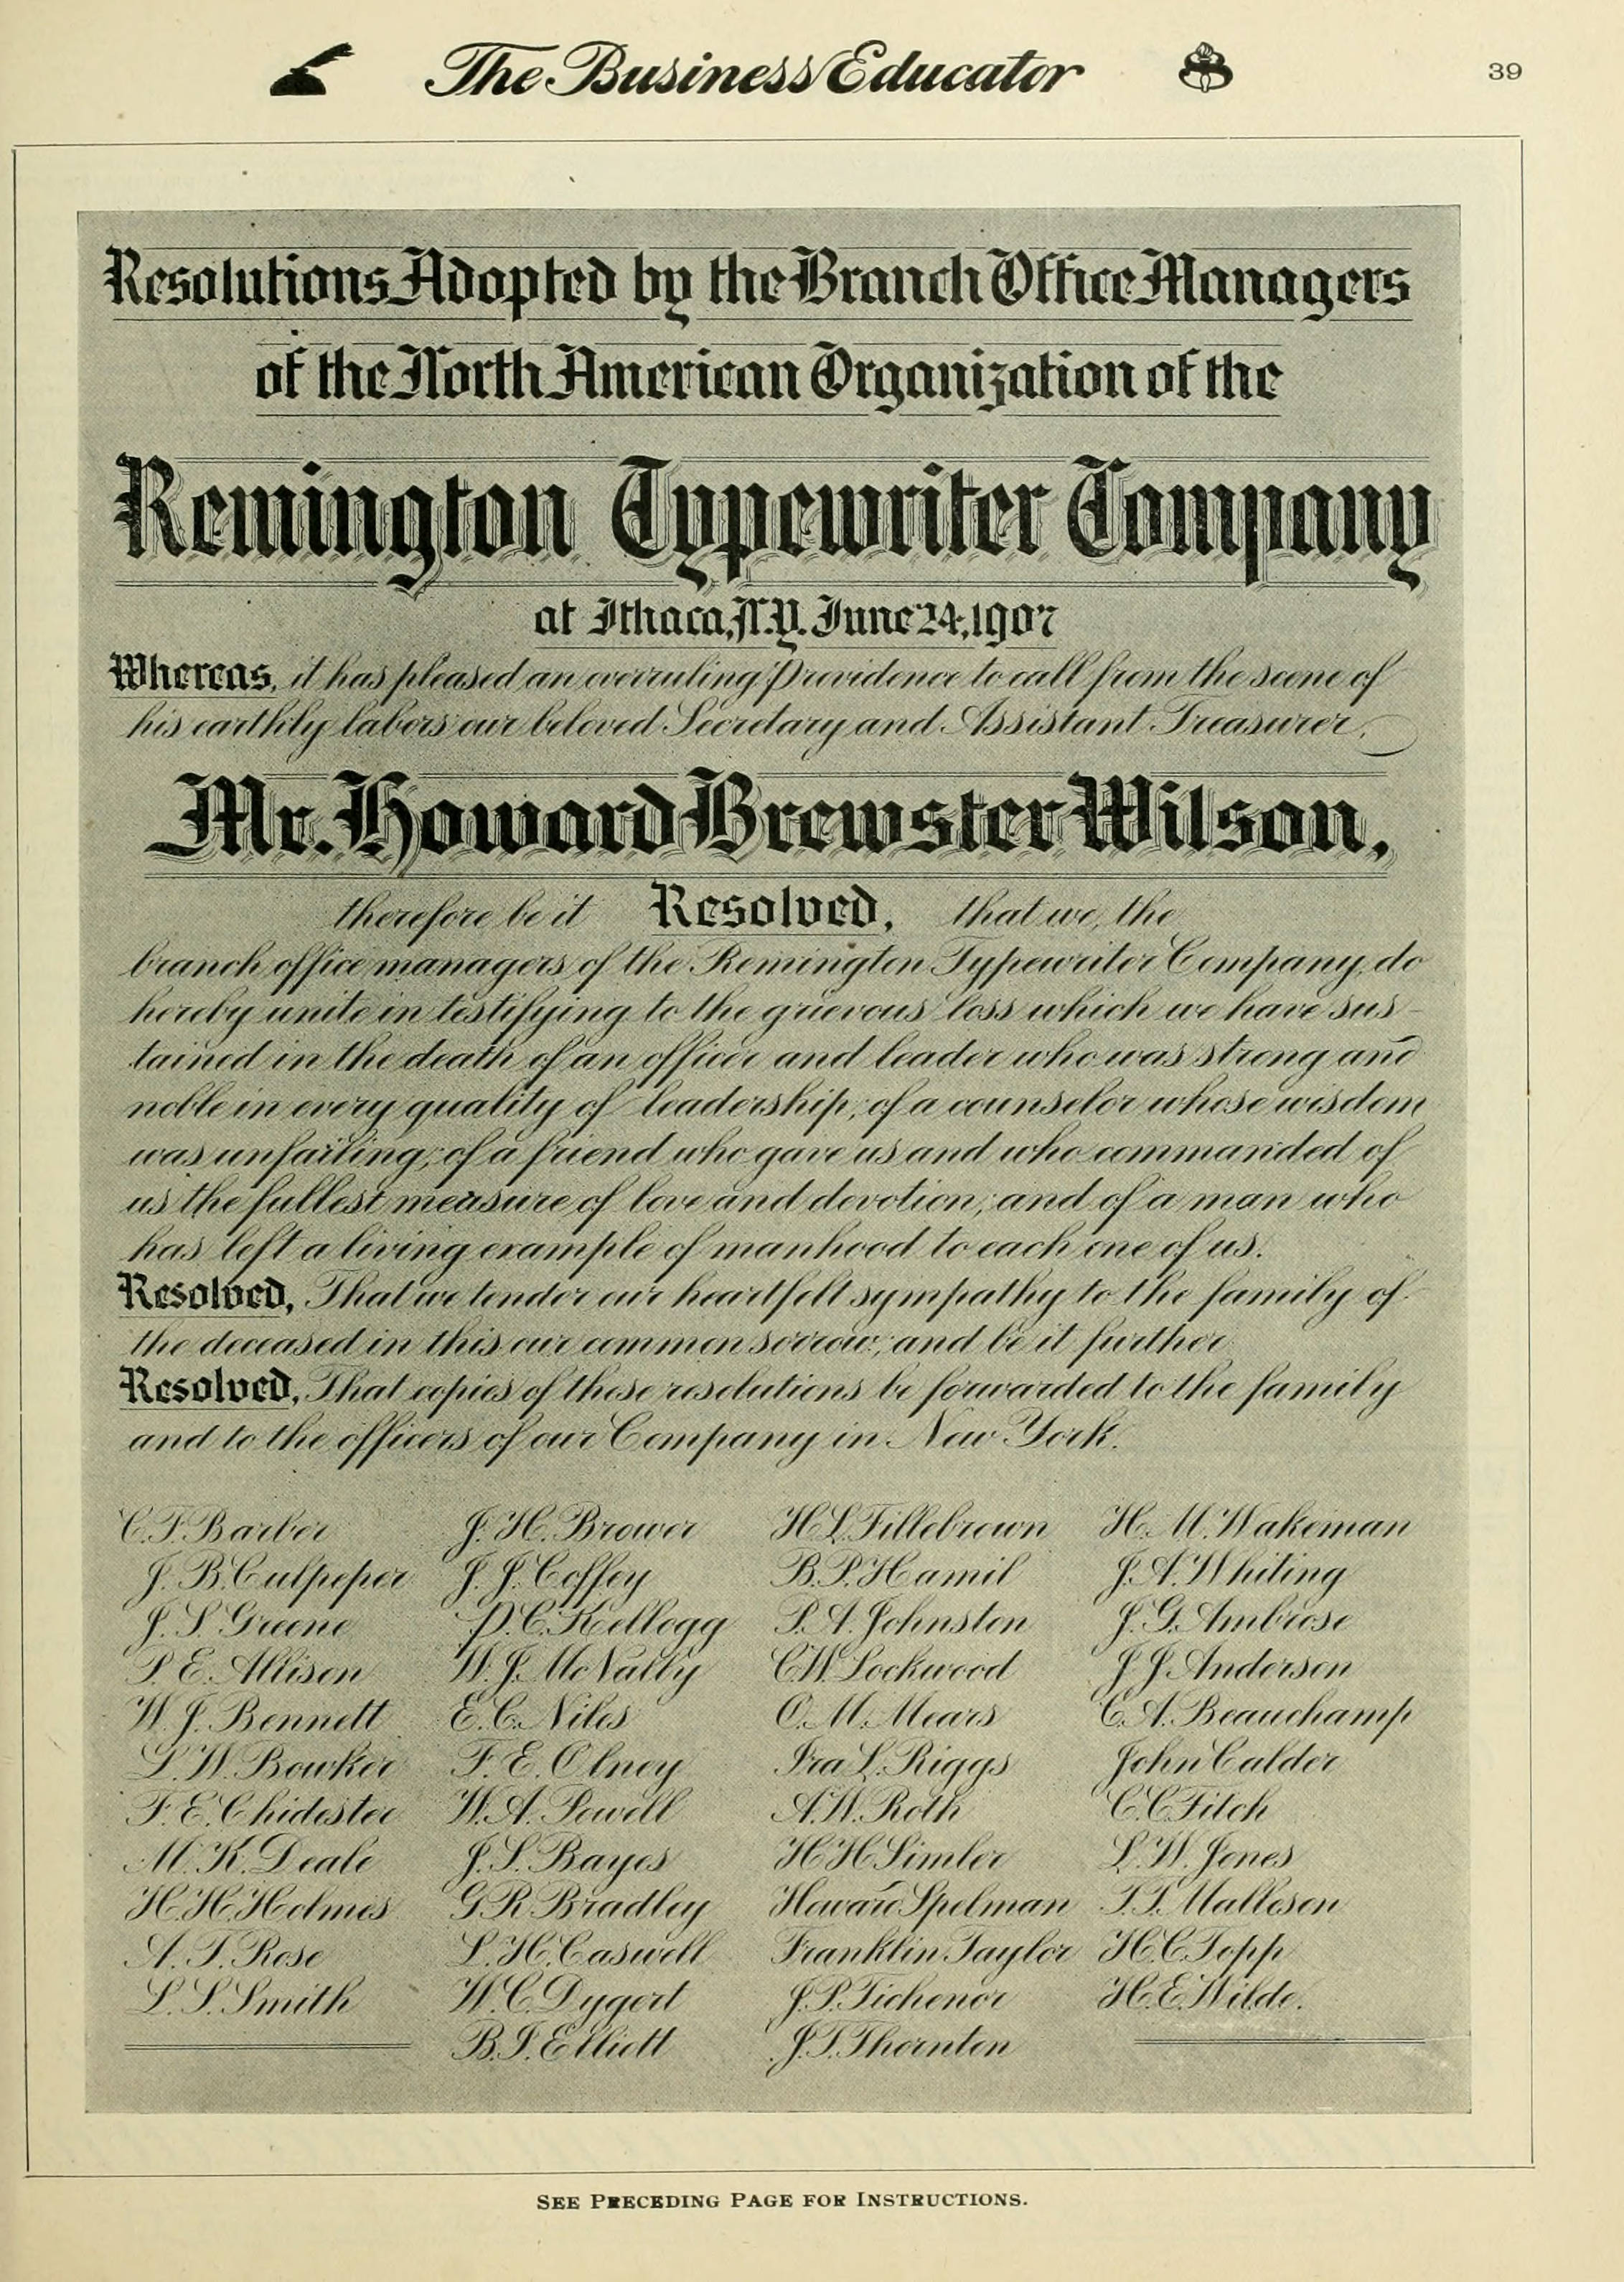 The Business Educator
39
Resolutions Adopted by the Branch Office Managers
of the North American Organization of the
Remington Typewriter Company
at Ithaca, N.Y. June 24, 1907
Whereas, it has pleased an overruling Providence to call from the scene of
his earthly labors our beloved Secretary and Assistant Treasurer,
Mr. Howard Brewster Wilson,
therefore be it Resolved, that we, the
branch office managers of the Remington Typewriter Company, do
hereby unite in testifying to the grievous loss which we have sus-
tained in the death of an officer and leader who was strong and
noble in every quality of leadership; of a counselor whose wisdom
was unfailing; of a friend who gave us and who commanded of
us the fullest measure of love and devotion; and of a man who
has left a living example of manhood to each one of us.
Resolved, That we tender our heartfelt sympathy to the family of
the deceased in this our common sorrow; and be it further
Resolved, That copies of these resolutions be forwarded to the family
and to the officers of our Company in New York.
C.F. Barber J.H. Brower H.L. Fillebrown H.M. Wakeman
J.B. Culpeper J.J. Coffey B.P. Hamil J.A. Whiting
J.S. Greene D.C. Kellogg P.A. Johnston J.G. Ambrose
P.E. Allison W.J. McNally C.W. Lockwood J.J. Anderson
W.J. Bennett E.C. Niles O.M. Mears C.A. Beauchamp
L.W. Bowker F.E. Olney Ira L. Riggs John Calder
F.E. Chidester W.A. Powell A.W. Roth C.C. Fitch
M.K. Deale J.S. Bayes H.H. Simler L.W. Jones
H.H. Holmes G.R. Bradley Howard Spelman Malleson
A.T. Rose L.H. Caswell Franklin Taylor H.C. Topp
L.S. Smith W.C. Dygert J.P. Tichenor H.E. Wilde.
Elliott J.T. Thornton
SEE PRECEDING PAGE FOR INSTRUCTIONS.